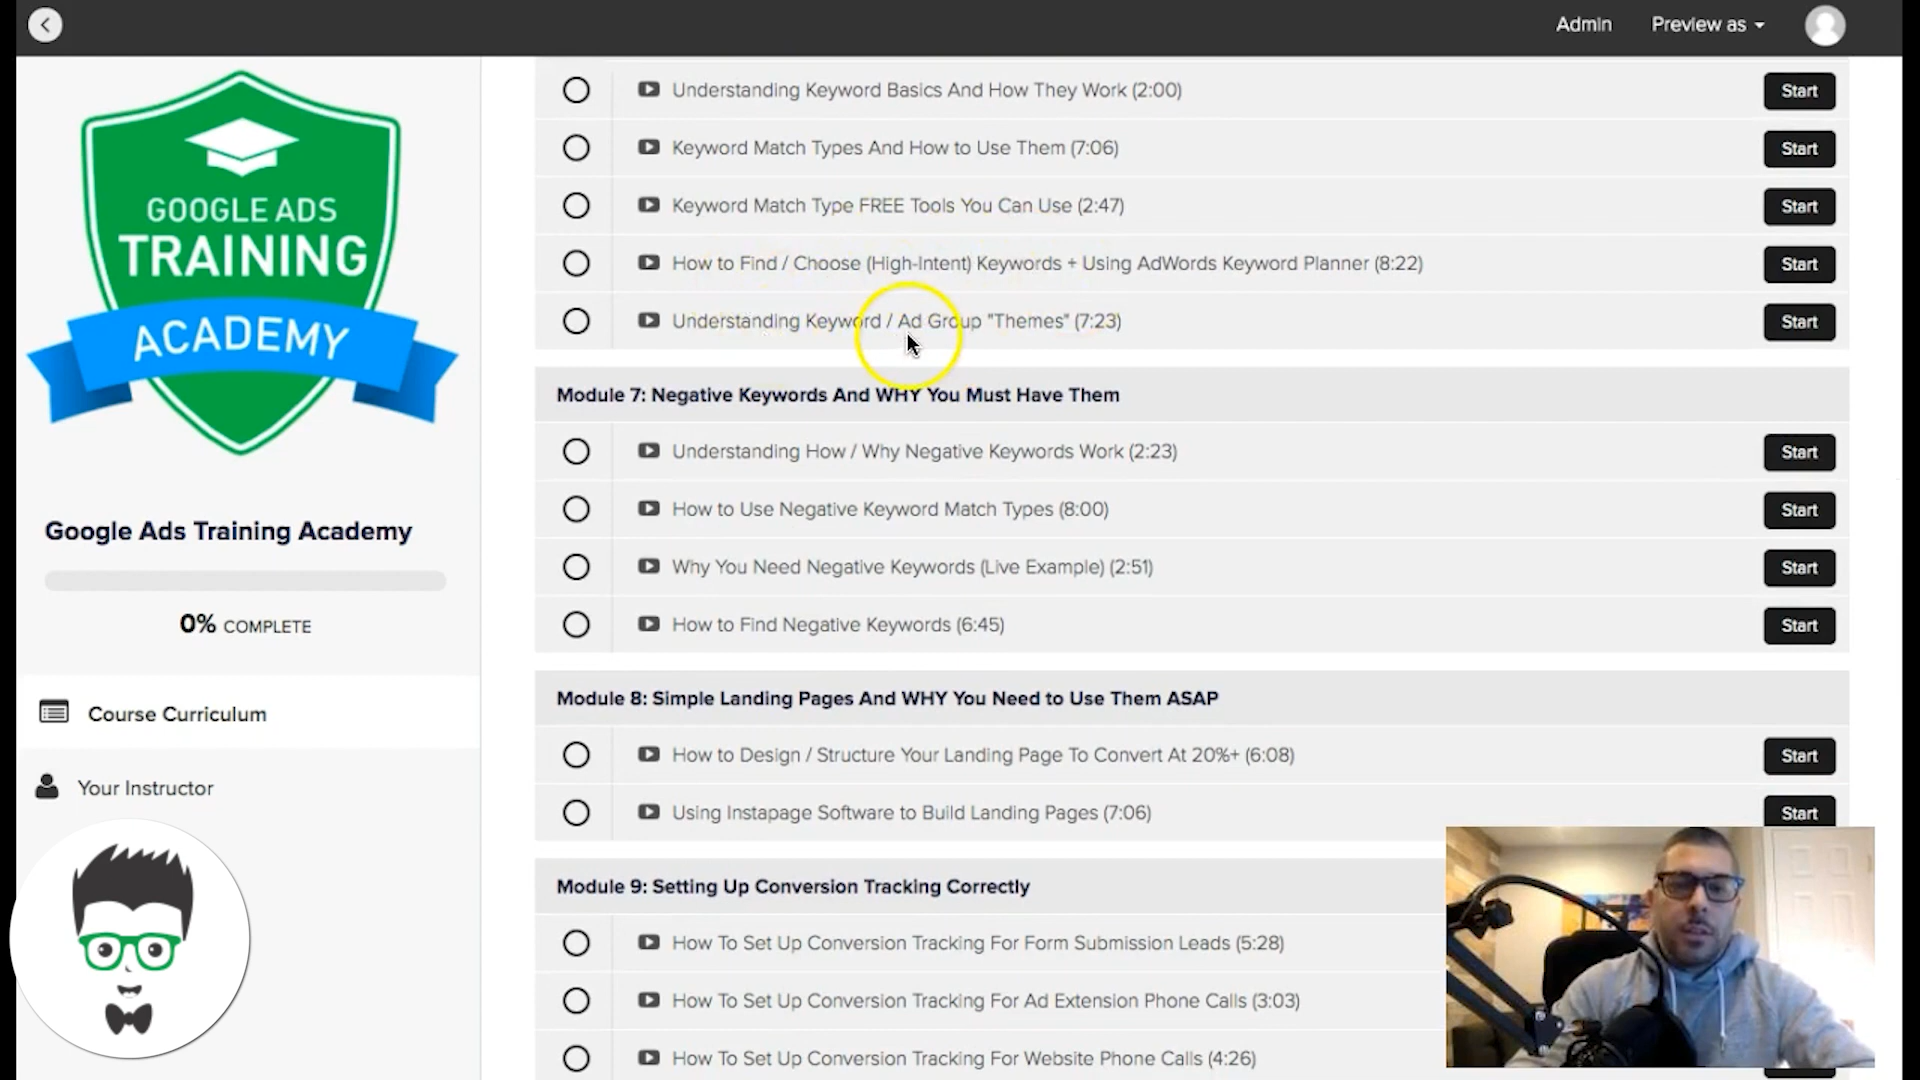 Admin
Preview as
GOOGLE ADS
TRAINING
ACADEMY
Google Ads Training Academy
0% COMPLETE
Course Curriculum
Your Instructor
Understanding Keyword Basics And How They Work (2:00)
Start
Keyword Match Types And How to Use Them (7:06)
Start
Keyword Match Type FREE Tools You Can Use (2:47)
Start
How to Find / Choose (High-Intent) Keywords + Using AdWords Keyword Planner (8:22)
Start
Understanding Keyword / Ad Group "Themes" (7:23)
Start
Module 7: Negative Keywords And WHY You Must Have Them
Understanding How / Why Negative Keywords Work (2:23)
Start
How to Use Negative Keyword Match Types (8:00)
Start
Why You Need Negative Keywords (Live Example) (2:51)
Start
How to Find Negative Keywords (6:45)
Start
Module 8: Simple Landing Pages And WHY You Need to Use Them ASAP
How to Design / Structure Your Landing Page To Convert At 20%+ (6:08)
Start
Using Instapage Software to Build Landing Pages (7:06)
Start
Module 9: Setting Up Conversion Tracking Correctly
How To Set Up Conversion Tracking For Form Submission Leads (5:28)
How To Set Up Conversion Tracking For Ad Extension Phone Calls (3:03)
How To Set Up Conversion Tracking For Website Phone Calls (4:26)